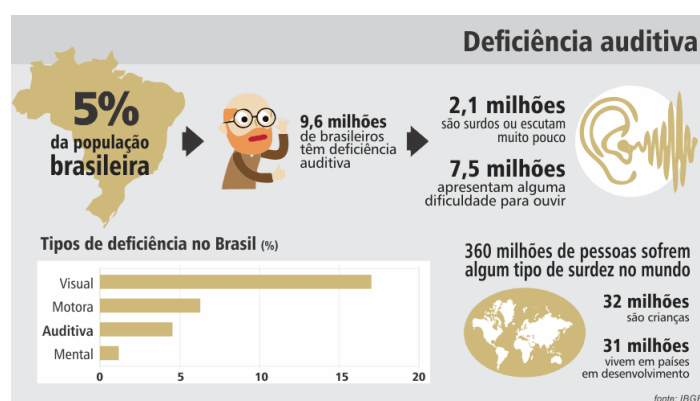 Deficiência auditiva
5%
da população
brasileira
9,6 milhões
de brasileiros
têm deficiência
auditiva
2,1 milhões
são surdos ou escutam
muito pouco
7,5 milhões
apresentam alguma
dificuldade para ouvir
Tipos de deficiência no Brasil (%)
Visual
Motora
Auditiva
Mental
0 5 10 15 20
360 milhões de pessoas sofrem
algum tipo de surdez no mundo
32 milhões
são crianças
31 milhões
vivem em países
em desenvolvimento
fonte: IBGE